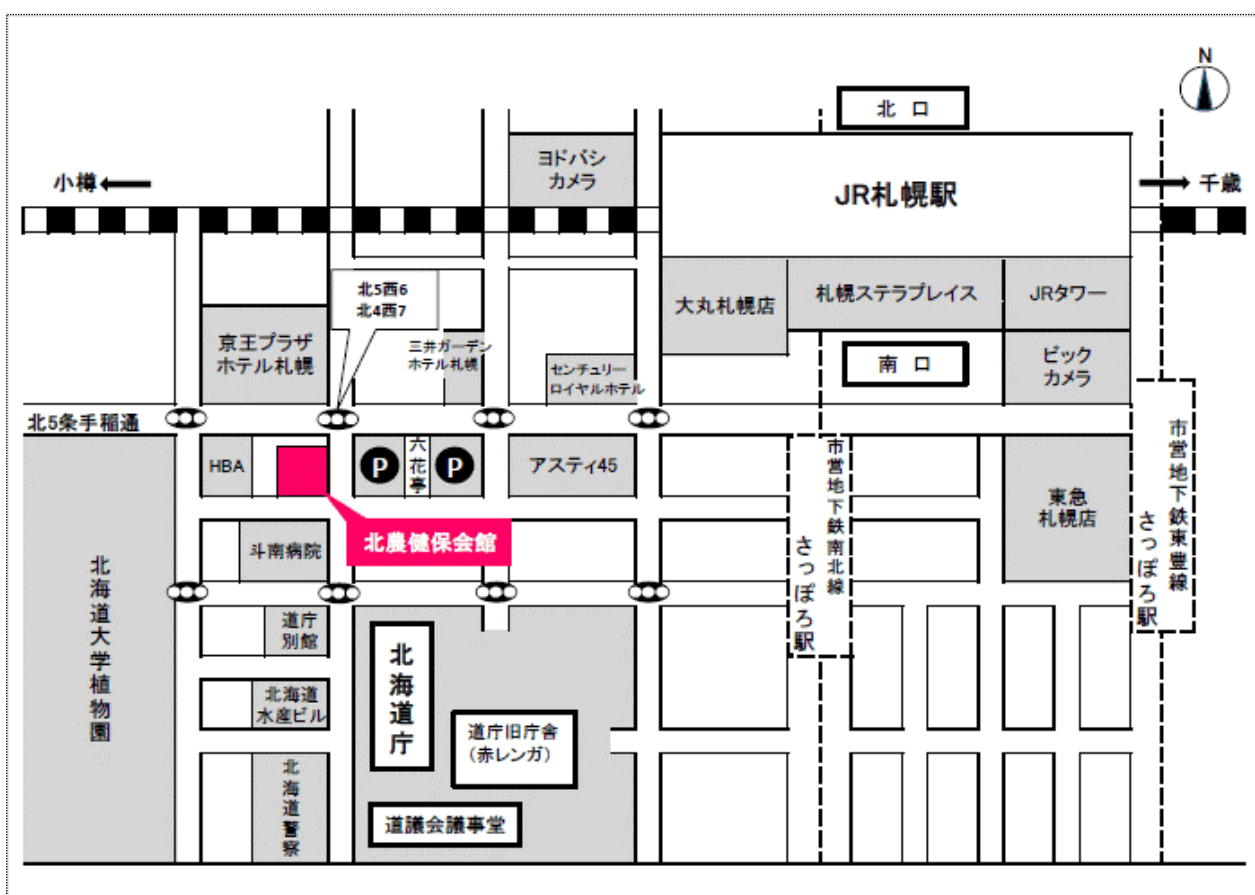 N
北 口
ヨドバシ
カメラ
小樽
JR札幌駅
千歳
北5西6
北4西7
大丸札幌店
札幌ステラプレイス
JRタワー
京王プラザ
ホテル札幌
三井ガーデン
ホテル札幌
センチュリー
ロイヤルホテル
南 口
ビック
カメラ
北5条手稲通
HBA
P
六花亭
P
アスティ45
市営地下鉄南北線
さっぽろ駅
東急
札幌店
市営地下鉄東豊線
さっぽろ駅
北農健保会館
斗南病院
北海道大学植物園
道庁
別館
北海道庁
北海道
水産ビル
道庁旧庁舎
(赤レンガ)
北海道警察
道議会議事堂